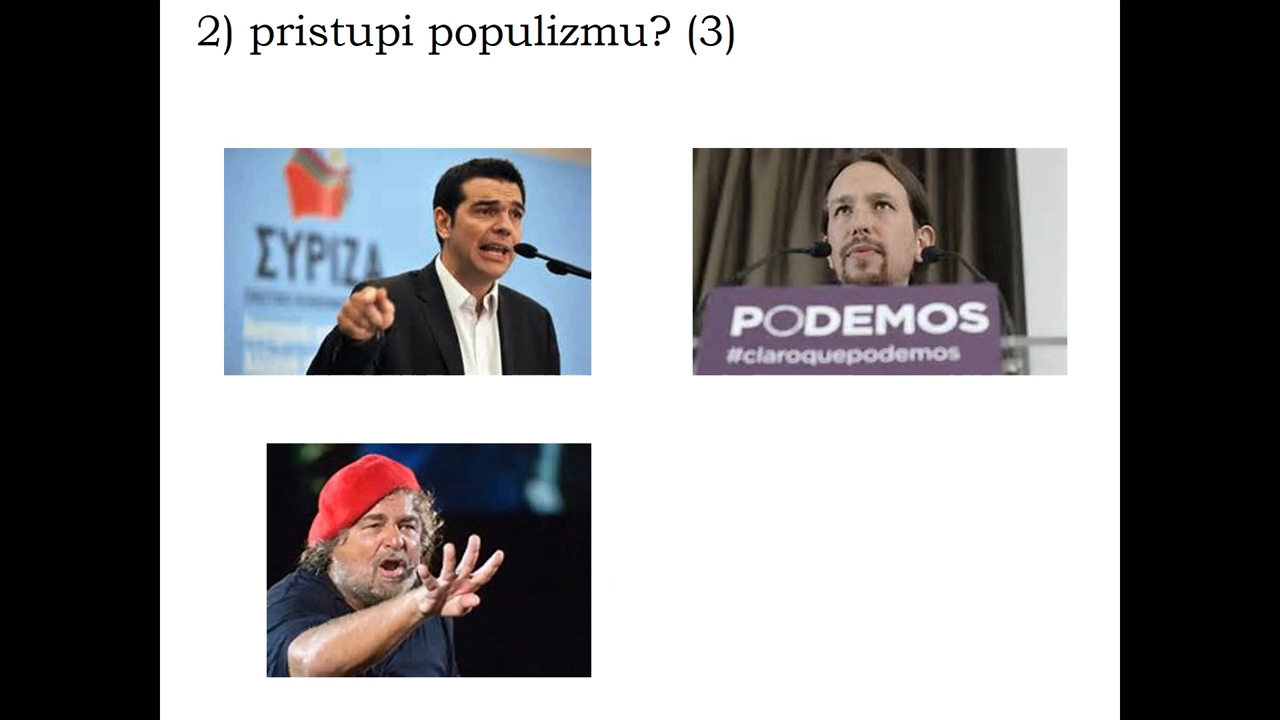 2) pristupi populizmu? (3)
ΣΥΡΙΖΑ
PODEMOS
#claroquepodemos